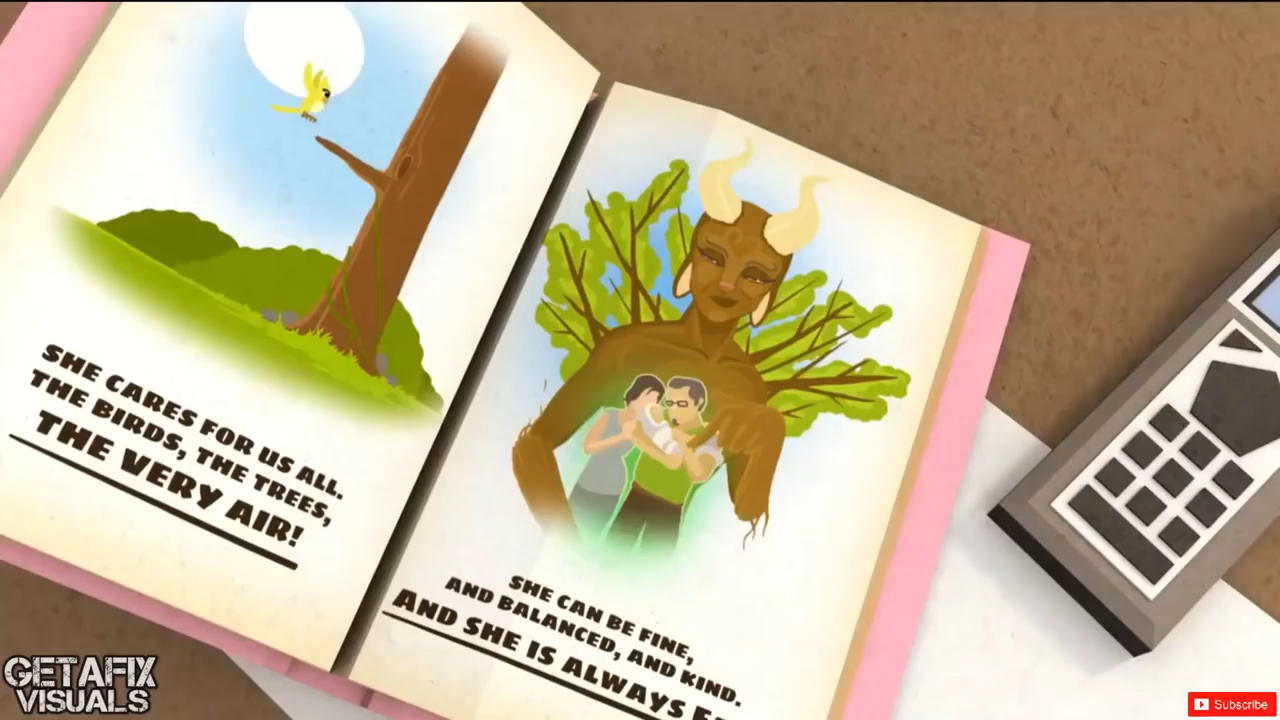 SHE CARES FOR US ALL.
THE BIRDS, THE TREES,
THE VERY AIR!
SHE CAN BE FINE,
AND BALANCED, AND KIND.
AND SHE IS ALWAYS
GETAFIX
VISUALS
Subscribe